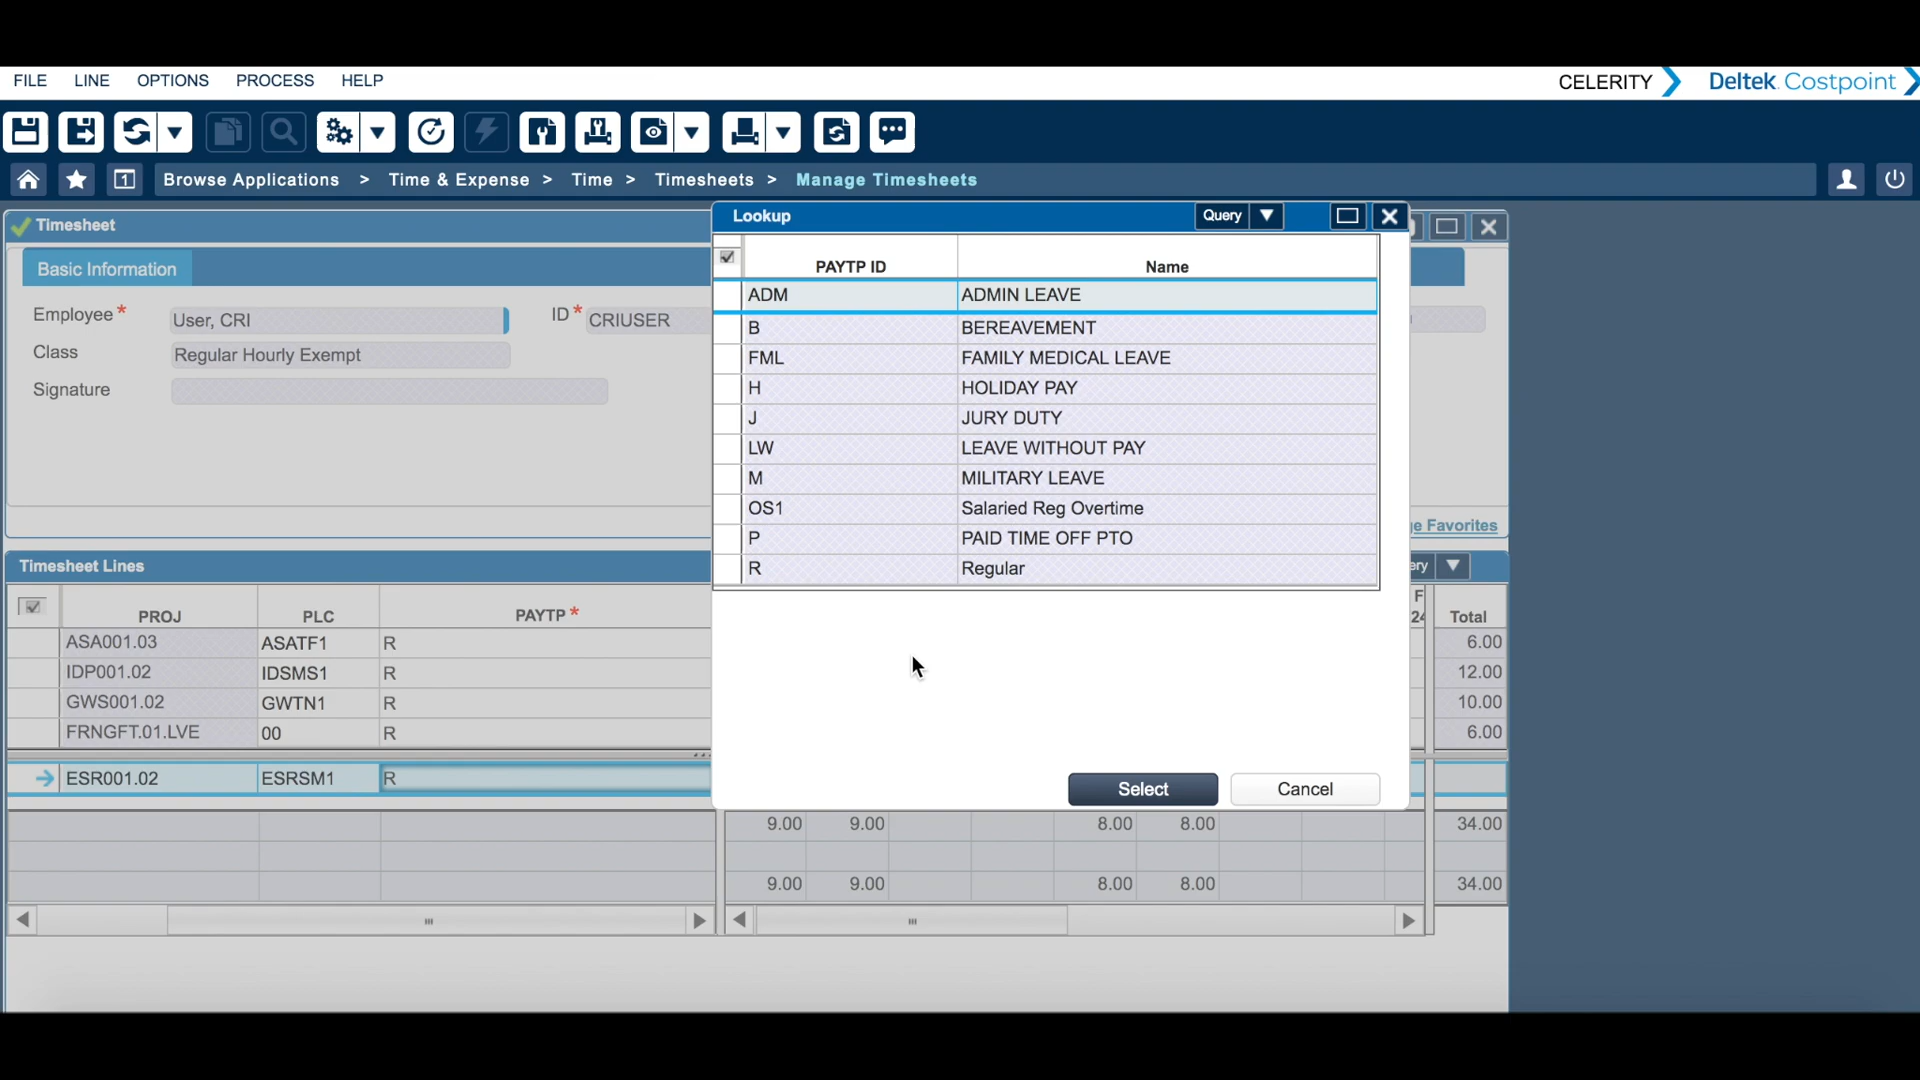 FILE LINE OPTIONS PROCESS HELP CELERITY Deltek Costpoint
1 Browse Applications > Time & Expense > Time > Timesheets > Manage Timesheets
Timesheet
Basic Information
Employee * User, CRI ID * CRIUSER
Class Regular Hourly Exempt
Signature
Lookup Query
PAYTP ID Name
ADM ADMIN LEAVE
B BEREAVEMENT
FML FAMILY MEDICAL LEAVE
H HOLIDAY PAY
J JURY DUTY
LW LEAVE WITHOUT PAY
M MILITARY LEAVE
OS1 Salaried Reg Overtime
P PAID TIME OFF PTO
R Regular
Select Cancel
ge Favorites
Timesheet Lines ery
PROJ PLC PAYTP * F 24 Total
ASA001.03 ASATF1 R 6.00
IDP001.02 IDSMS1 R 12.00
GWS001.02 GWTN1 R 10.00
FRNGFT.01.LVE 00 R 6.00
ESR001.02 ESRSM1 R
9.00 9.00 8.00 8.00 34.00
9.00 9.00 8.00 8.00 34.00